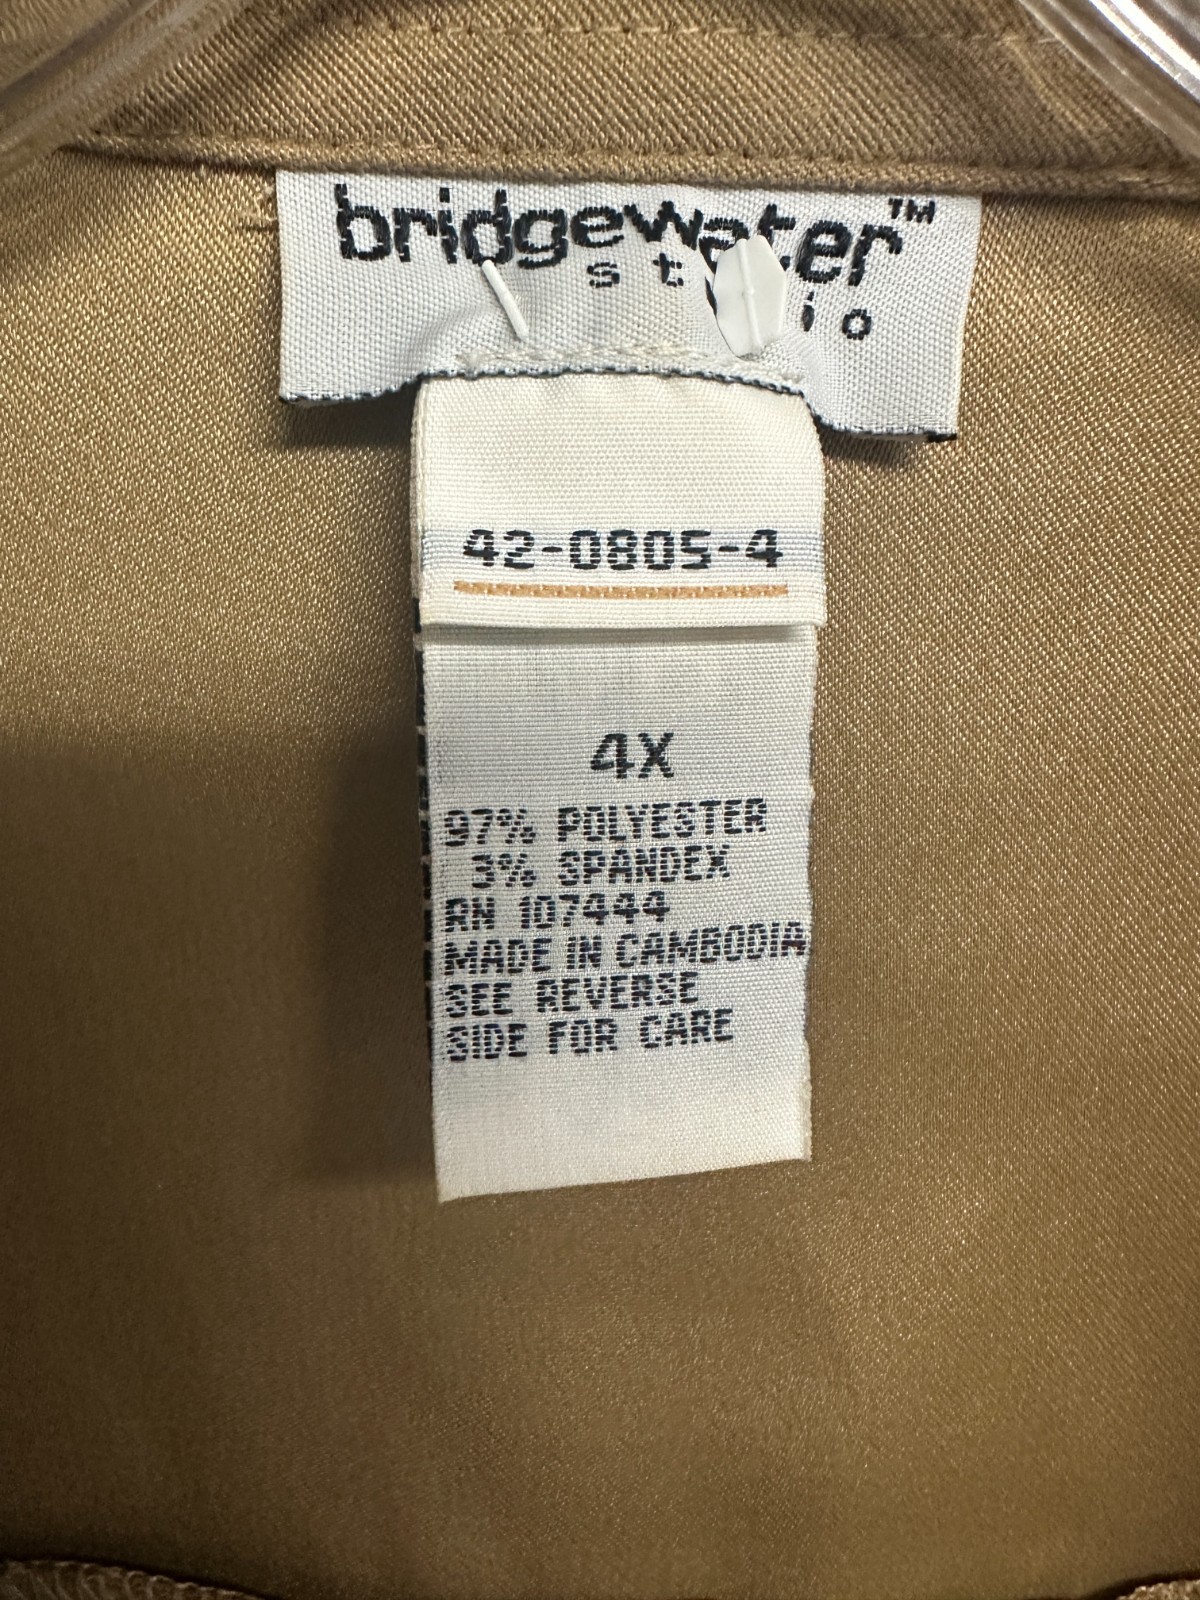 bridgewater™
studio
42-0805-4
4X
97% POLYESTER
3% SPANDEX
RN 107444
MADE IN CAMBODIA
SEE REVERSE
SIDE FOR CARE